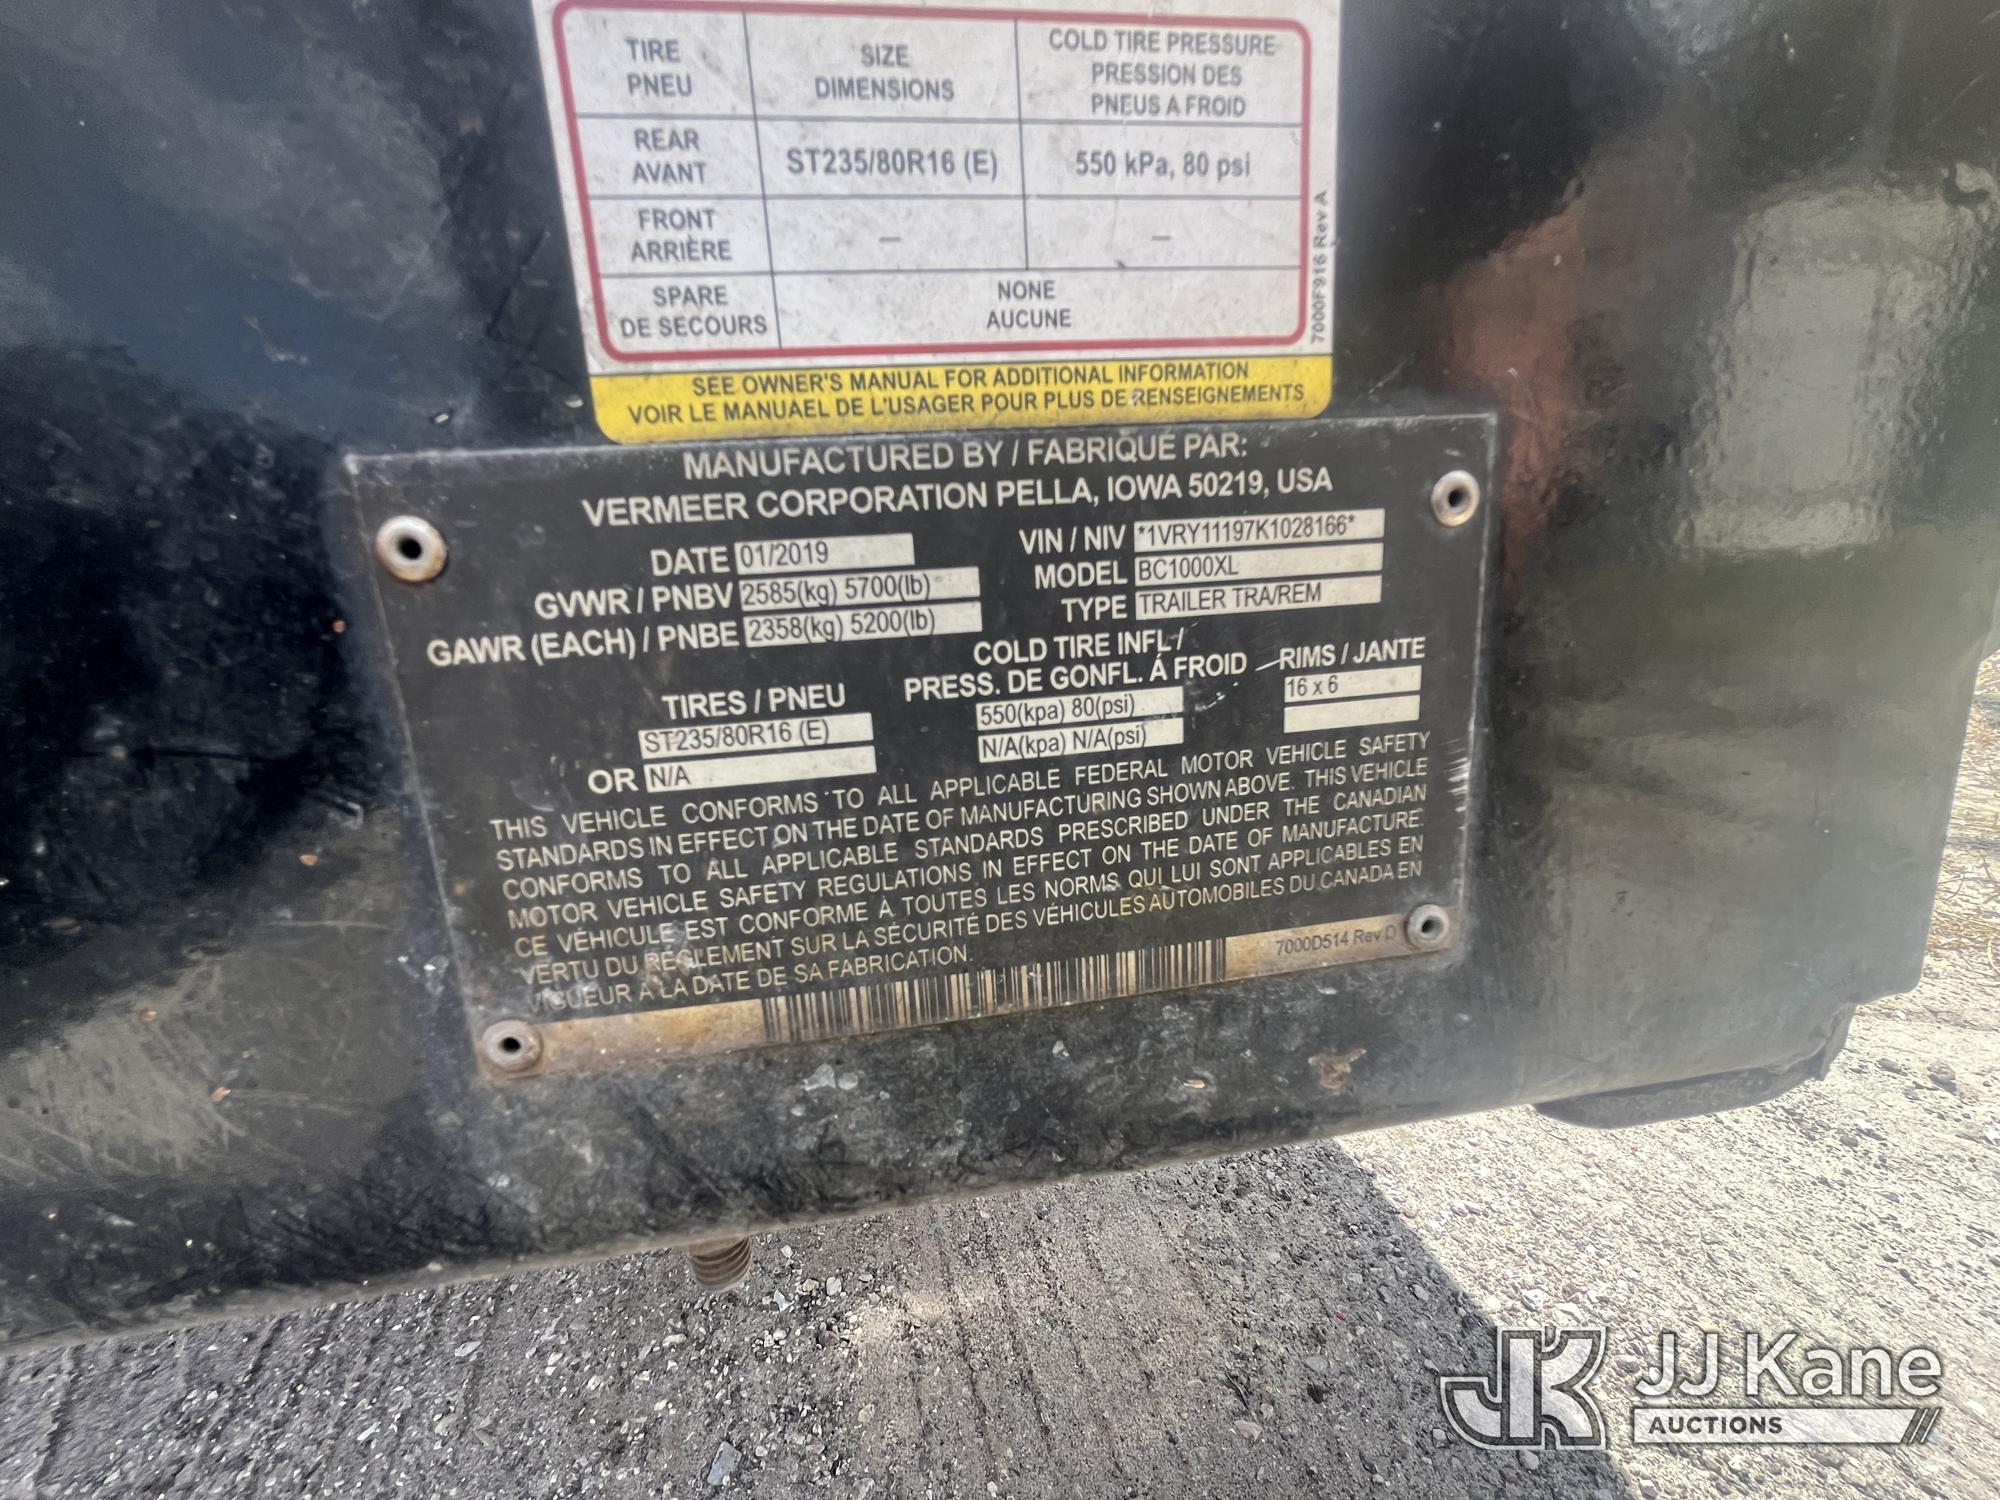 TIRE
PNEU
SIZE
DIMENSIONS
COLD TIRE PRESSURE
PRESSION DES
PNEUS A FROID
REAR
AVANT
ST235/80R16 (E)
550 kPa, 80 psi
FRONT
ARRIÈRE
–
–
SPARE
DE SECOURS
NONE
AUCUNE
7000F916 Rev A
SEE OWNER'S MANUAL FOR ADDITIONAL INFORMATION
VOIR LE MANUAEL DE L'USAGER POUR PLUS DE RENSEIGNEMENTS
MANUFACTURED BY / FABRIQUE PAR:
VERMEER CORPORATION PELLA, IOWA 50219, USA
DATE 01/2019
VIN / NIV *1VRY11197K1028166*
GVWR / PNBV 2585(kg) 5700(lb)
MODEL BC1000XL
GAWR (EACH) / PNBE 2358(kg) 5200(lb)
TYPE TRAILER TRA/REM
TIRES / PNEU
COLD TIRE INFL /
PRESS. DE GONFL. Á FROID
RIMS / JANTE
ST235/80R16 (E)
550(kpa) 80(psi)
16 x 6
OR N/A
N/A(kpa) N/A(psi)
THIS VEHICLE CONFORMS TO ALL APPLICABLE FEDERAL MOTOR VEHICLE SAFETY
STANDARDS IN EFFECT ON THE DATE OF MANUFACTURING SHOWN ABOVE. THIS VEHICLE
CONFORMS TO ALL APPLICABLE STANDARDS PRESCRIBED UNDER THE CANADIAN
MOTOR VEHICLE SAFETY REGULATIONS IN EFFECT ON THE DATE OF MANUFACTURE.
CE VÉHICULE EST CONFORME À TOUTES LES NORMS QUI LUI SONT APPLICABLES EN
VERTU DU RÉGLEMENT SUR LA SÉCURITÉ DES VÉHICULES AUTOMOBILES DU CANADA EN
VIGUEUR A LA DATE DE SA FABRICATION.
7000D514 Rev D
JK JJ Kane
AUCTIONS